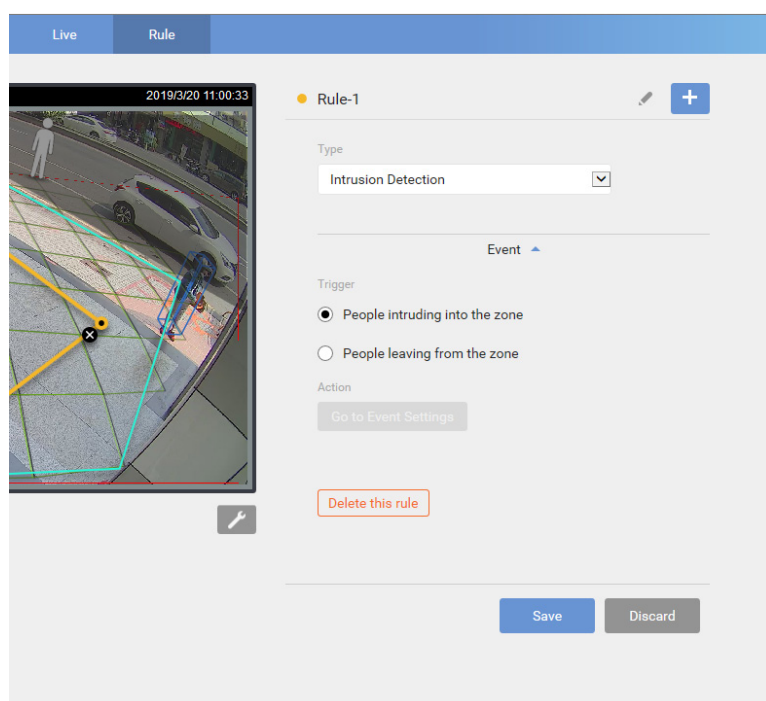 Live Rule
2019/3/20 11:00:33
Rule-1
Type
Intrusion Detection
Event
Trigger
People intruding into the zone
People leaving from the zone
Action
Go to Event Settings
Delete this rule
Save Discard